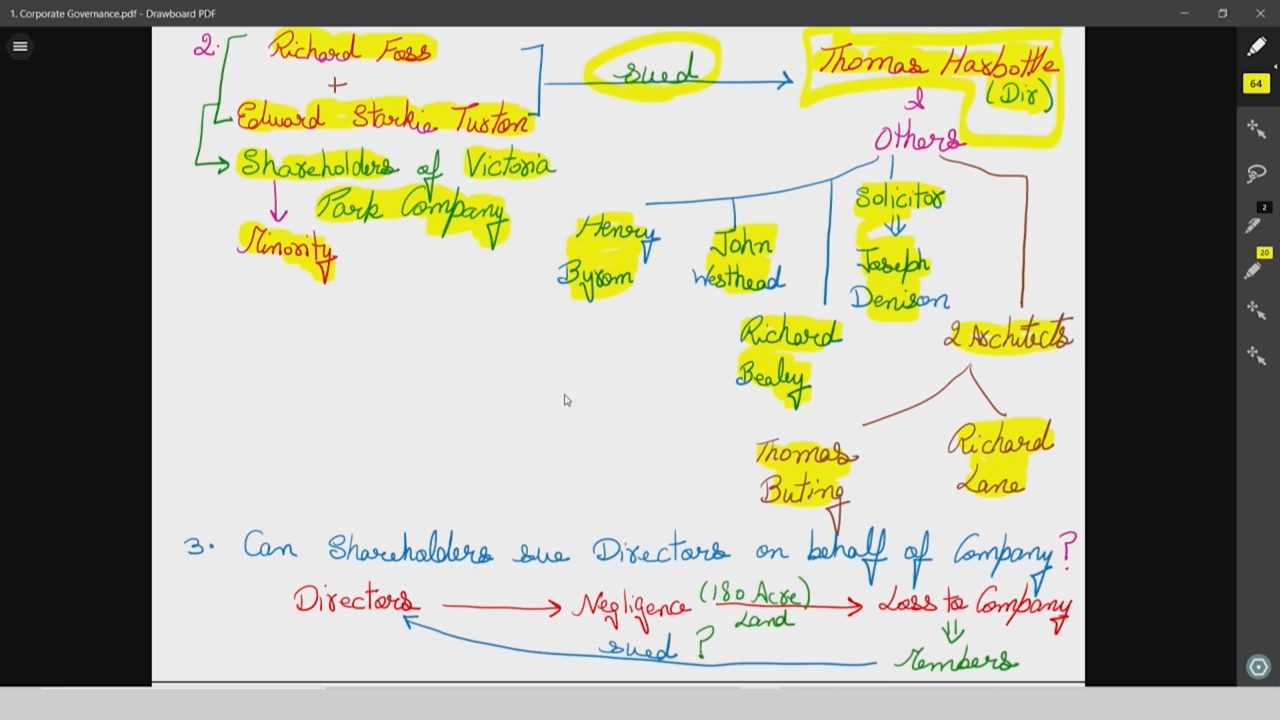 1. Corporate Governance.pdf - Drawboard PDF
64
2
20
2. Richard Foss
+
Edward Starkie Turton
sued
Thomas Harbottle
(Dir)
&
Others
Shareholders of Victoria
Park Company
Minority
Henry
Byrom
John
Westhead
Richard
Bealey
Solicitor
Joseph
Denison
2 Architects
Thomas
Buting
Richard
Lane
3. Can Shareholders sue Directors on behalf of Company?
Directors
Negligence
(180 Acre)
Land
Loss to Company
sued ?
Members